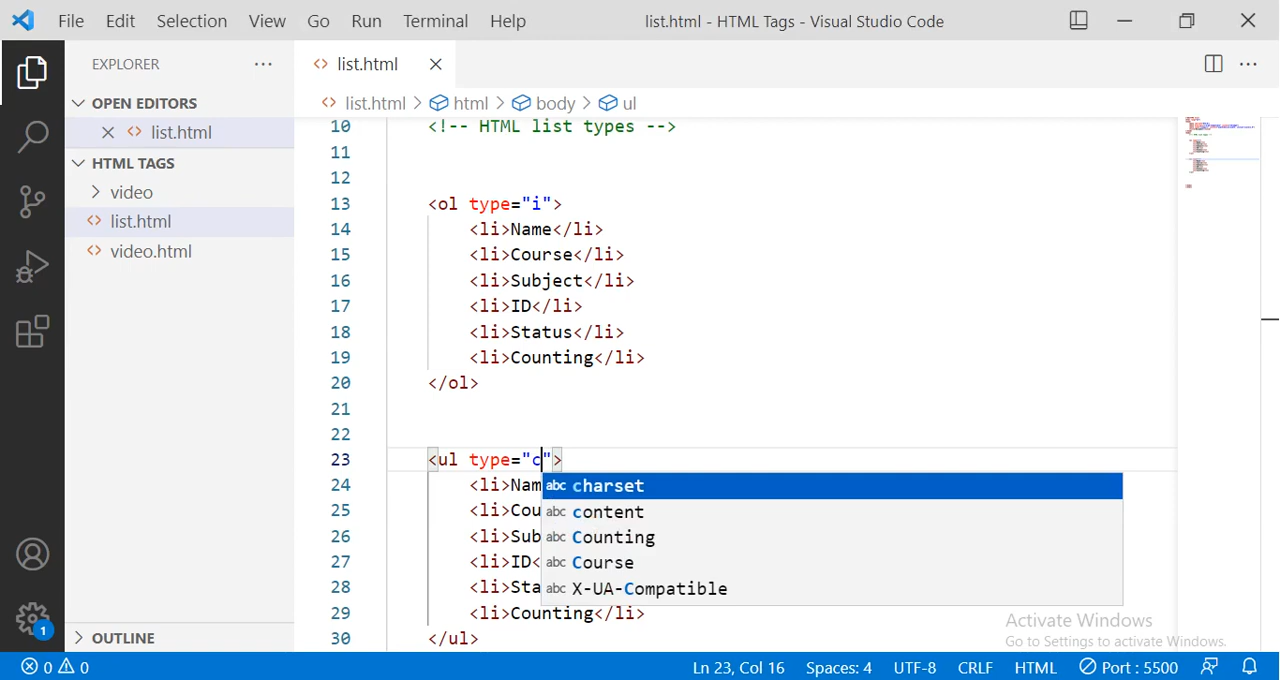 File Edit Selection View Go Run Terminal Help list.html - HTML Tags - Visual Studio Code
EXPLORER ... list.html
OPEN EDITORS
list.html
HTML TAGS
video
list.html
video.html
OUTLINE
list.html > html > body > ul
10 <!-- HTML list types -->
11
12
13 <ol type="i">
14 <li>Name</li>
15 <li>Course</li>
16 <li>Subject</li>
17 <li>ID</li>
18 <li>Status</li>
19 <li>Counting</li>
20 </ol>
21
22
23 <ul type="c">
24 <li>Nam
25 <li>Cou
26 <li>Sub
27 <li>ID<
28 <li>Sta
29 <li>Counting</li>
30 </ul>
abc charset
abc content
abc Counting
abc Course
abc X-UA-Compatible
Activate Windows
Go to Settings to activate Windows.
1
0 0 Ln 23, Col 16 Spaces: 4 UTF-8 CRLF HTML Port : 5500